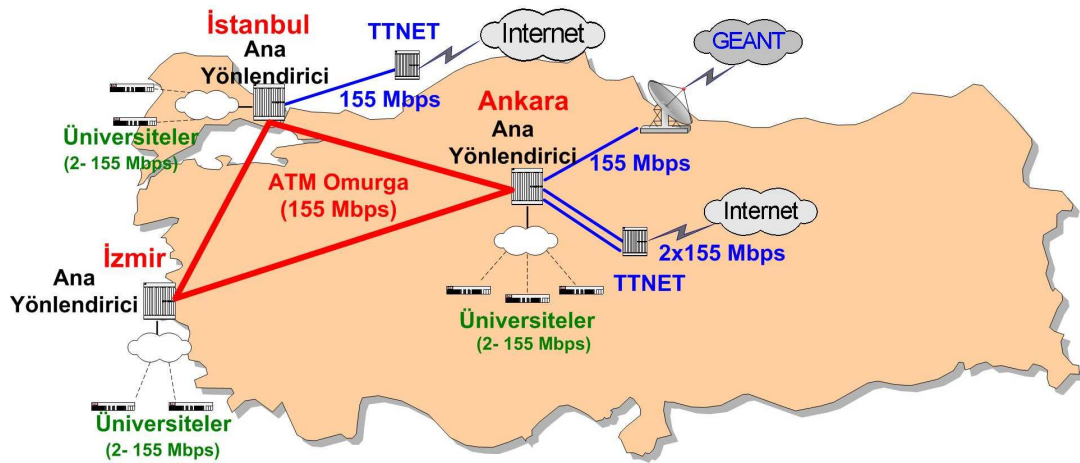 İstanbul
Ana
Yönlendirici
TTNET
Internet
155 Mbps
GEANT
Üniversiteler
(2- 155 Mbps)
Ankara
Ana
Yönlendirici
155 Mbps
ATM Omurga
(155 Mbps)
Internet
2x155 Mbps
TTNET
İzmir
Ana
Yönlendirici
Üniversiteler
(2- 155 Mbps)
Üniversiteler
(2- 155 Mbps)